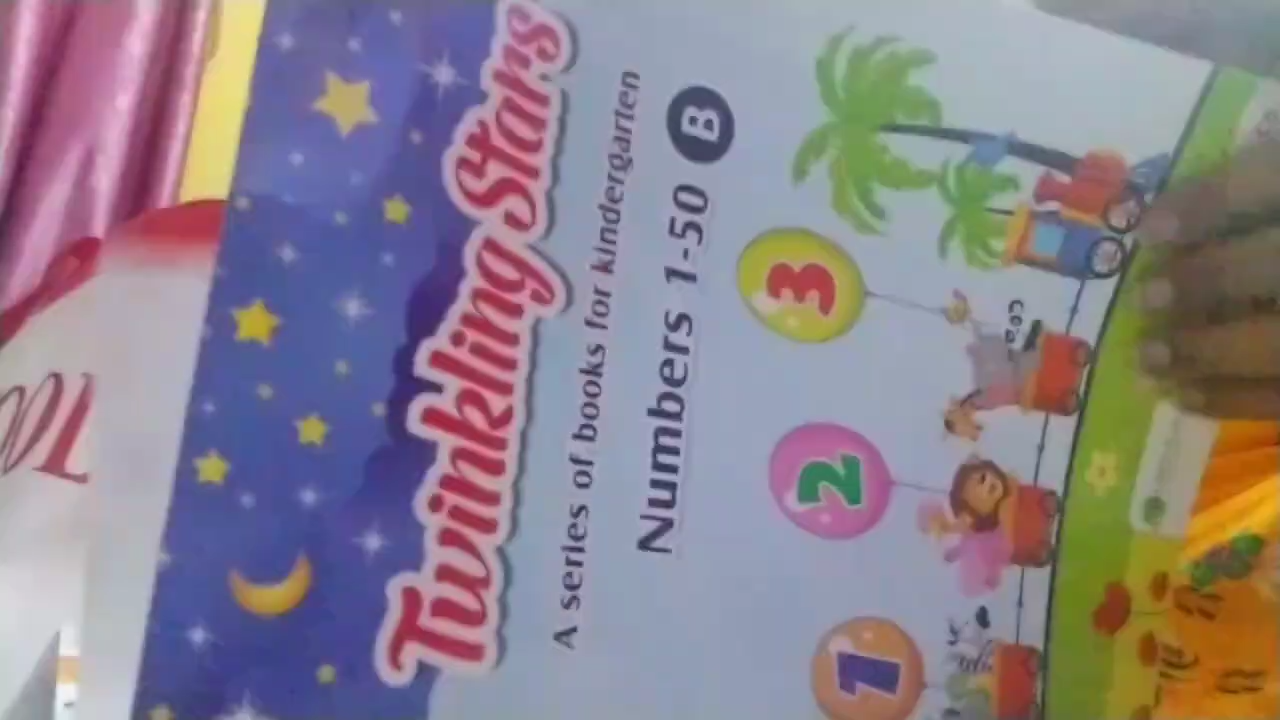 Twinkling Stars
A series of books for kindergarten
Numbers 1-50 B
1 2 3